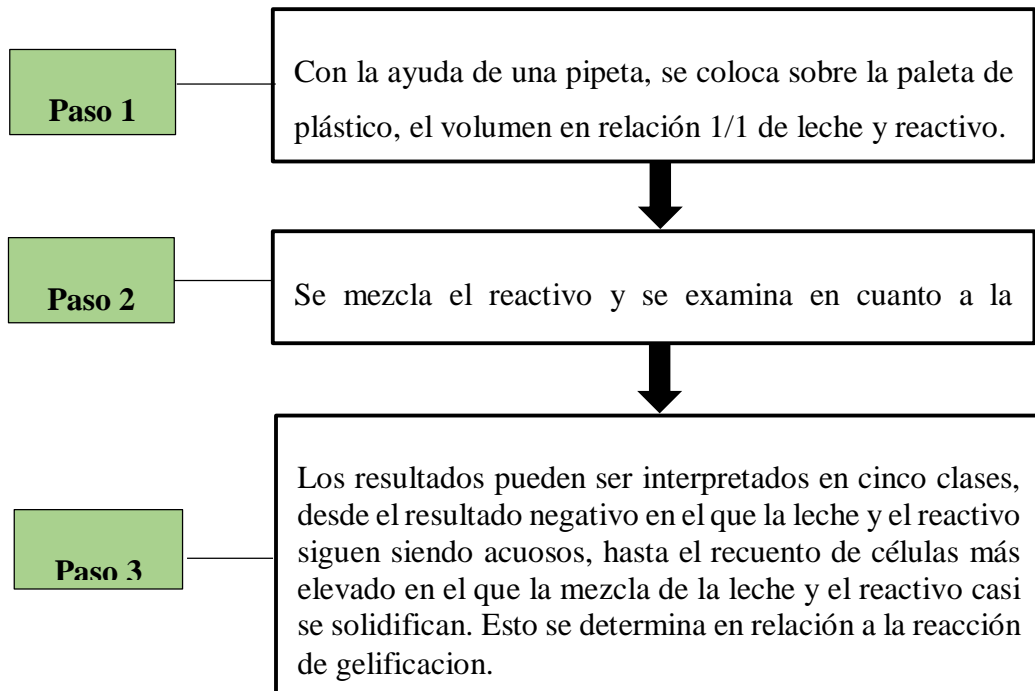 Paso 1
Con la ayuda de una pipeta, se coloca sobre la paleta de
plástico, el volumen en relación 1/1 de leche y reactivo.
Paso 2
Se mezcla el reactivo y se examina en cuanto a la
Paso 3
Los resultados pueden ser interpretados en cinco clases,
desde el resultado negativo en el que la leche y el reactivo
siguen siendo acuosos, hasta el recuento de células más
elevado en el que la mezcla de la leche y el reactivo casi
se solidifican. Esto se determina en relación a la reacción
de gelificacion.